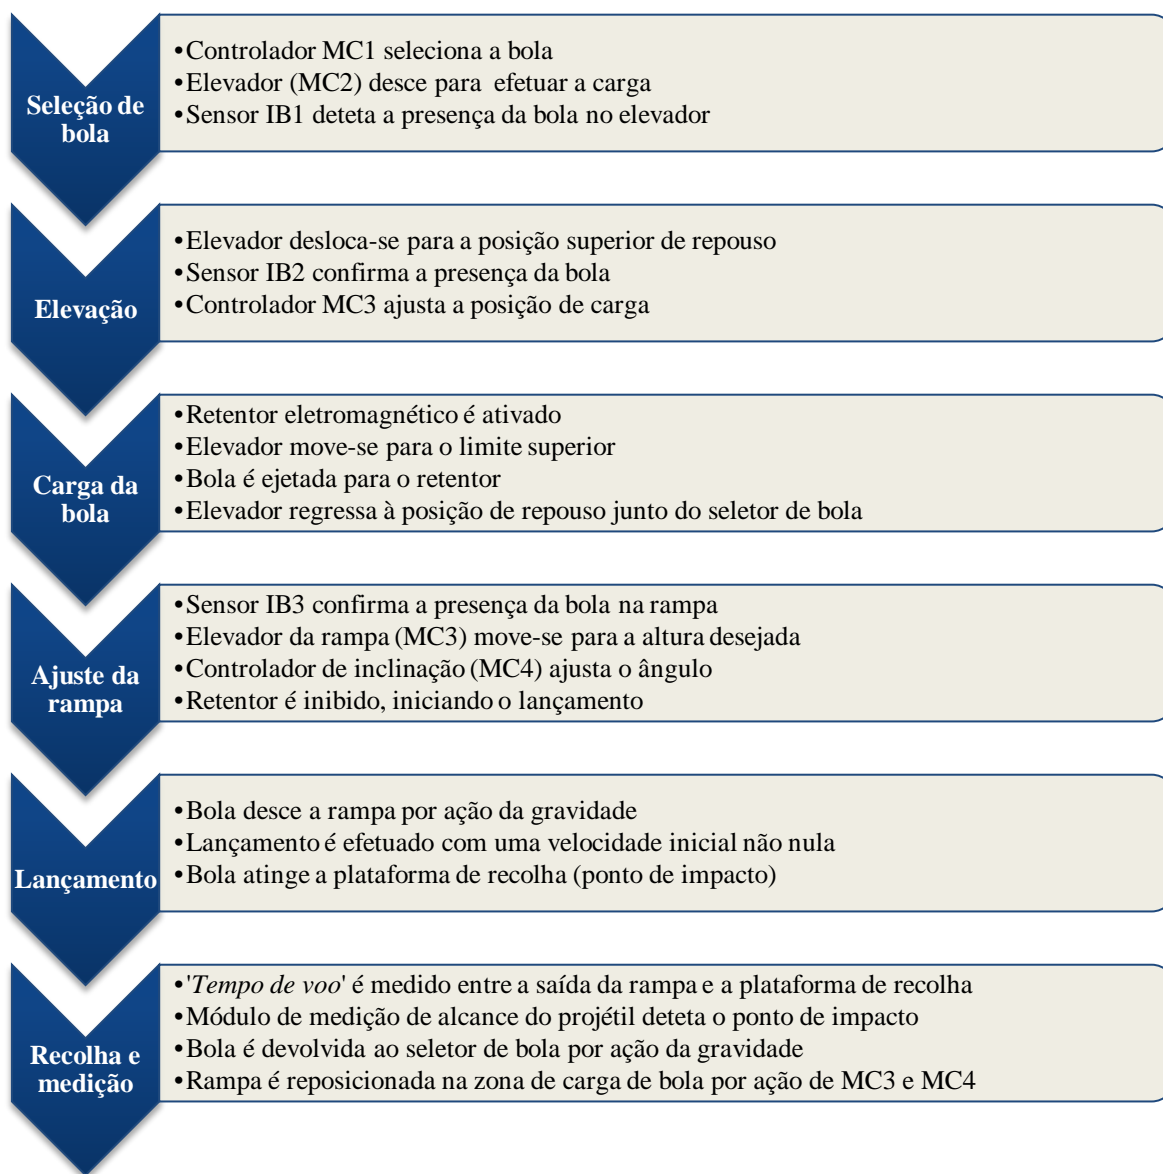 Seleção de
bola
•Controlador MC1 seleciona a bola
•Elevador (MC2) desce para efetuar a carga
•Sensor IB1 deteta a presença da bola no elevador
Elevação
•Elevador desloca-se para a posição superior de repouso
•Sensor IB2 confirma a presença da bola
•Controlador MC3 ajusta a posição de carga
Carga da
bola
•Retentor eletromagnético é ativado
•Elevador move-se para o limite superior
•Bola é ejetada para o retentor
•Elevador regressa à posição de repouso junto do seletor de bola
Ajuste da
rampa
•Sensor IB3 confirma a presença da bola na rampa
•Elevador da rampa (MC3) move-se para a altura desejada
•Controlador de inclinação (MC4) ajusta o ângulo
•Retentor é inibido, iniciando o lançamento
Lançamento
•Bola desce a rampa por ação da gravidade
•Lançamento é efetuado com uma velocidade inicial não nula
•Bola atinge a plataforma de recolha (ponto de impacto)
Recolha e
medição
•'Tempo de voo' é medido entre a saída da rampa e a plataforma de recolha
•Módulo de medição de alcance do projétil deteta o ponto de impacto
•Bola é devolvida ao seletor de bola por ação da gravidade
•Rampa é reposicionada na zona de carga de bola por ação de MC3 e MC4